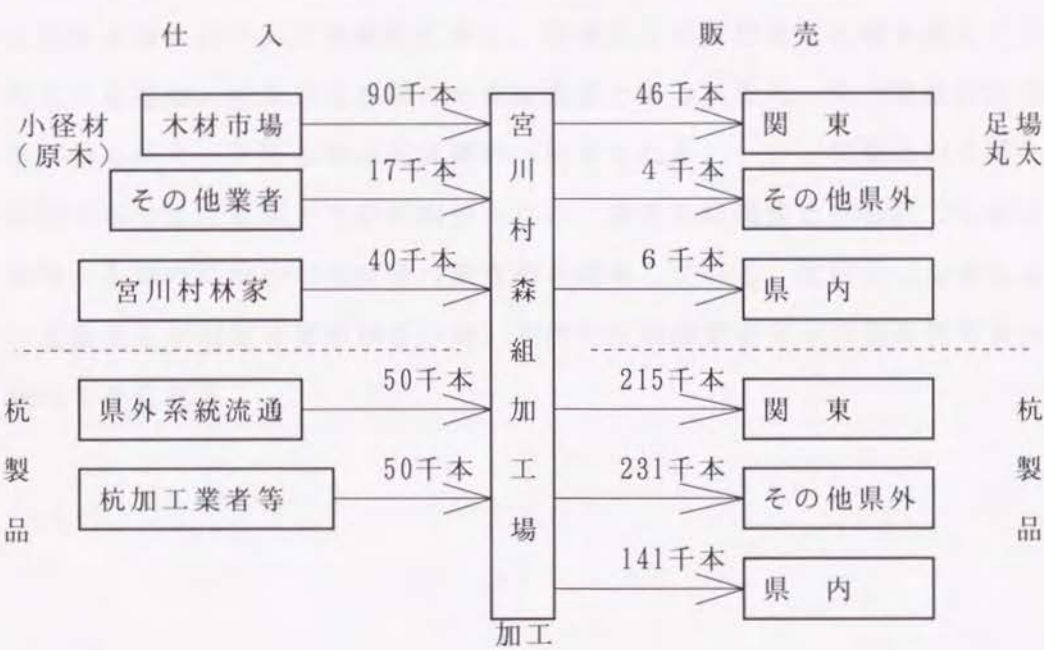 仕 入
販 売
小径材
(原木)
木材市場
90千本
46千本
関 東
足場
丸太
その他業者
17千本
4千本
その他県外
宮川村林家
40千本
6千本
県 内
宮川村森組加工場
杭製品
県外系統流通
50千本
215千本
関 東
杭製品
杭加工業者等
50千本
231千本
その他県外
141千本
県 内
加工